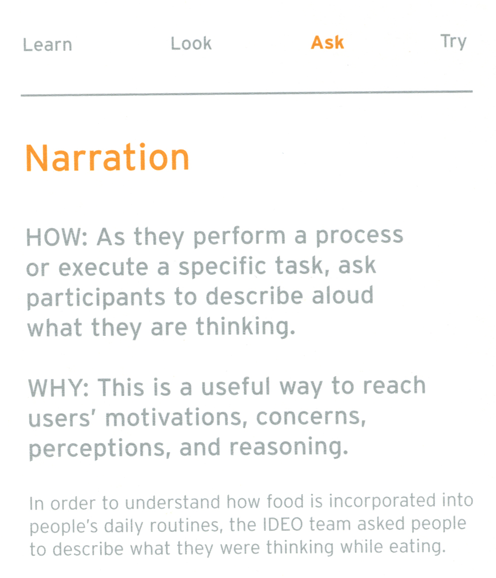 Learn Look Ask Try
Narration
HOW: As they perform a process
or execute a specific task, ask
participants to describe aloud
what they are thinking.
WHY: This is a useful way to reach
users' motivations, concerns,
perceptions, and reasoning.
In order to understand how food is incorporated into
people's daily routines, the IDEO team asked people
to describe what they were thinking while eating.